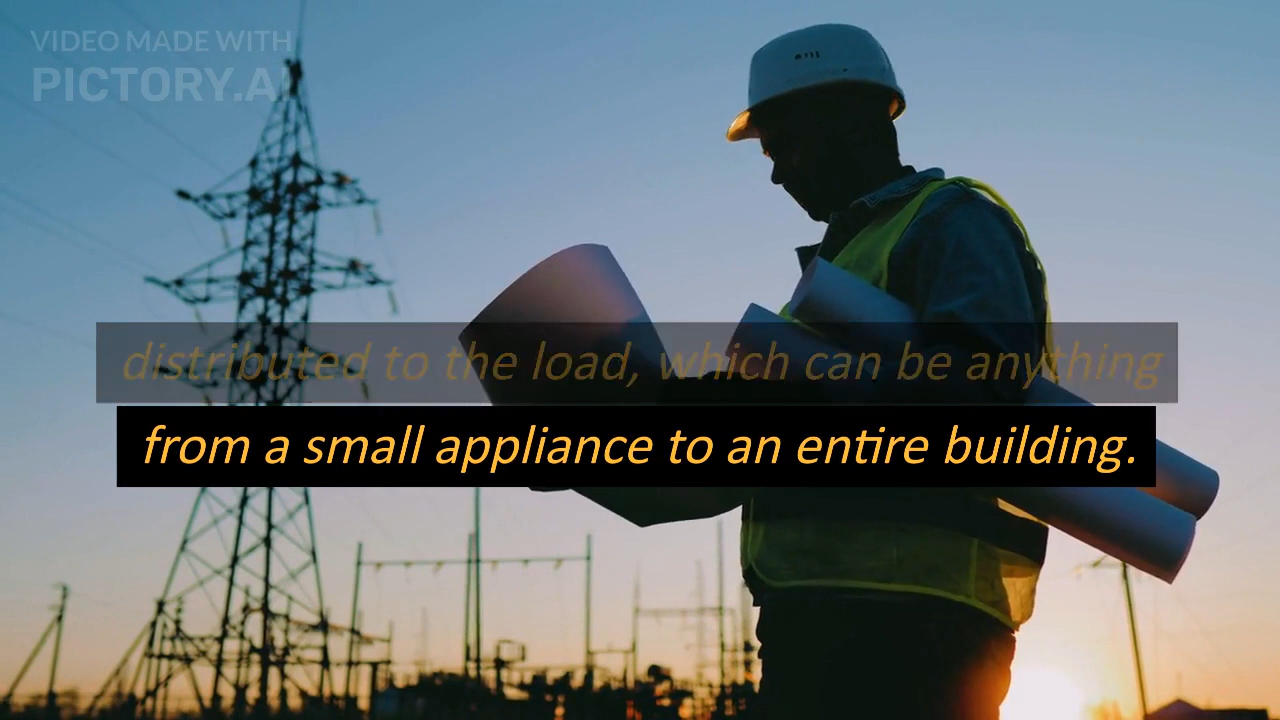 VIDEO MADE WITH
PICTORY.AI
distributed to the load, which can be anything
from a small appliance to an entire building.